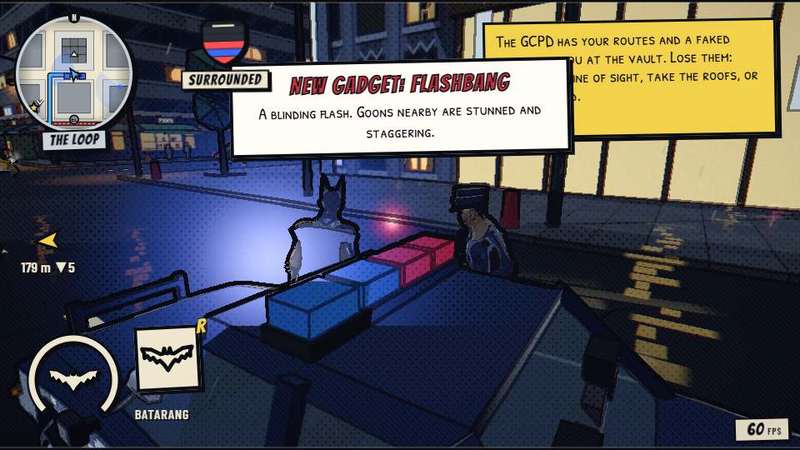 N
THE LOOP
SURROUNDED
NEW GADGET: FLASHBANG
A BLINDING FLASH. GOONS NEARBY ARE STUNNED AND
STAGGERING.
THE GCPD HAS YOUR ROUTES AND A FAKED
YOU AT THE VAULT. LOSE THEM:
OF SIGHT, TAKE THE ROOFS, OR
179 m ▼5
R
BATARANG
60 FPS